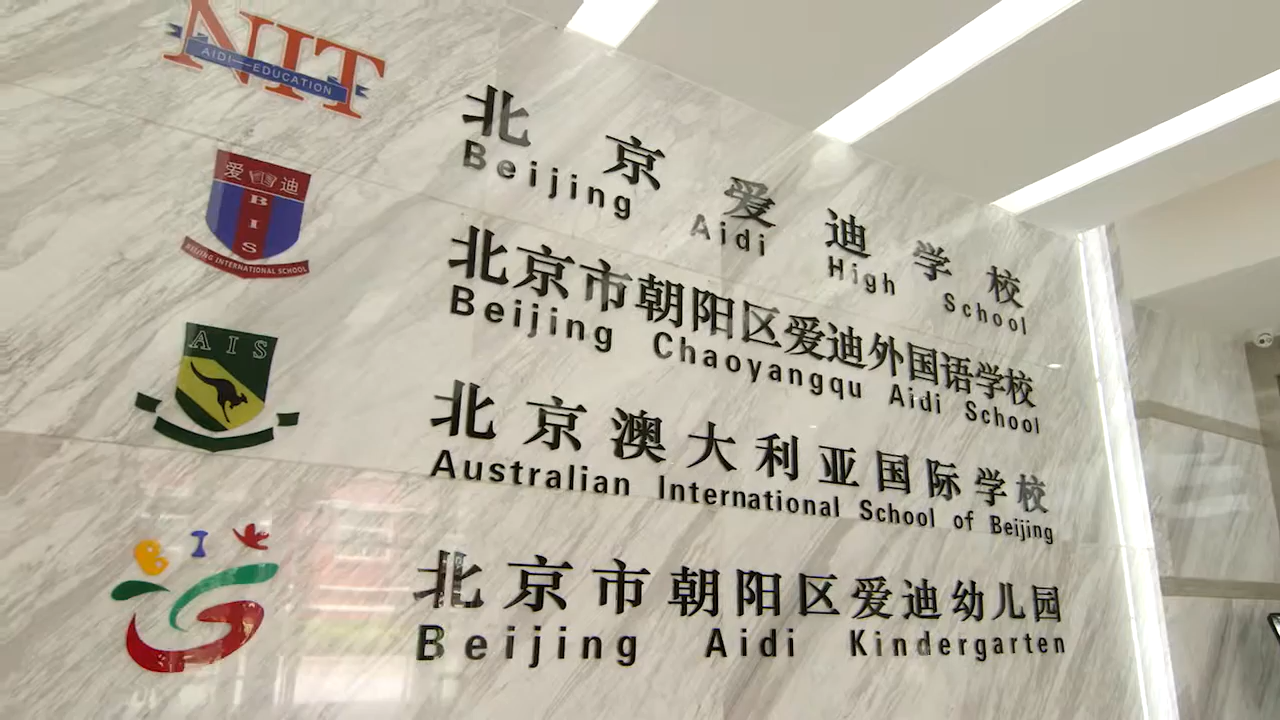 NIT
AIDI—EDUCATION
北京爱迪学校
Beijing Aidi High School
爱迪
BIS
BEIJING INTERNATIONAL SCHOOL
北京市朝阳区爱迪外国语学校
Beijing Chaoyangqu Aidi School
AIS
北京澳大利亚国际学校
Australian International School of Beijing
B I
北京市朝阳区爱迪幼儿园
Beijing Aidi Kindergarten